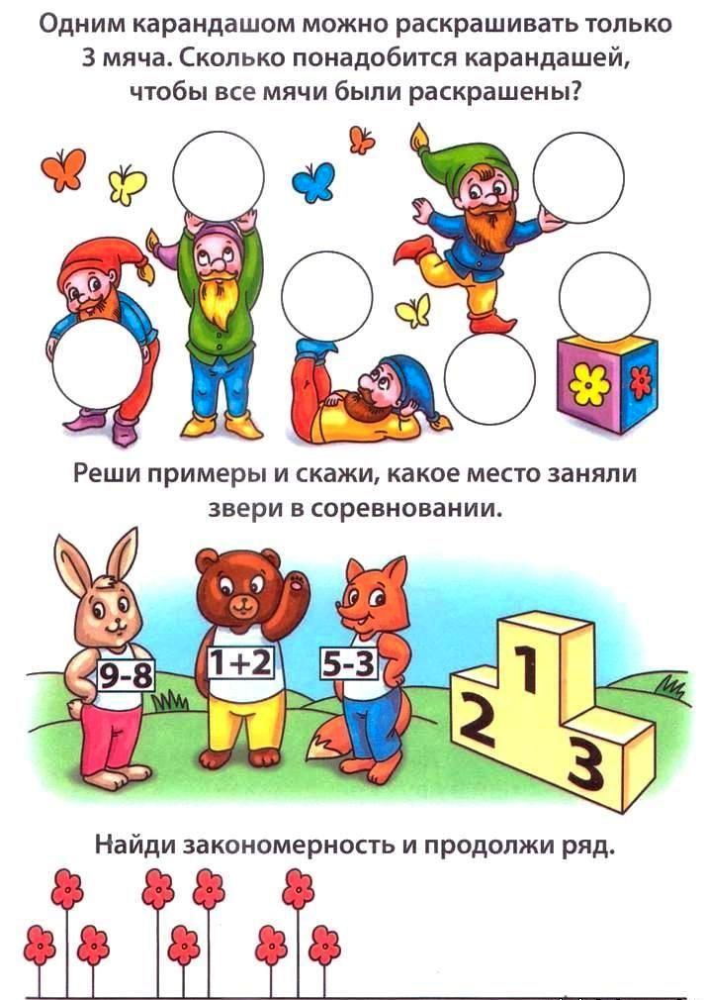 Одним карандашом можно раскрашивать только
3 мяча. Сколько понадобится карандашей,
чтобы все мячи были раскрашены?
Реши примеры и скажи, какое место заняли
звери в соревновании.
9-8
1+2
5-3
1
2
3
Найди закономерность и продолжи ряд.